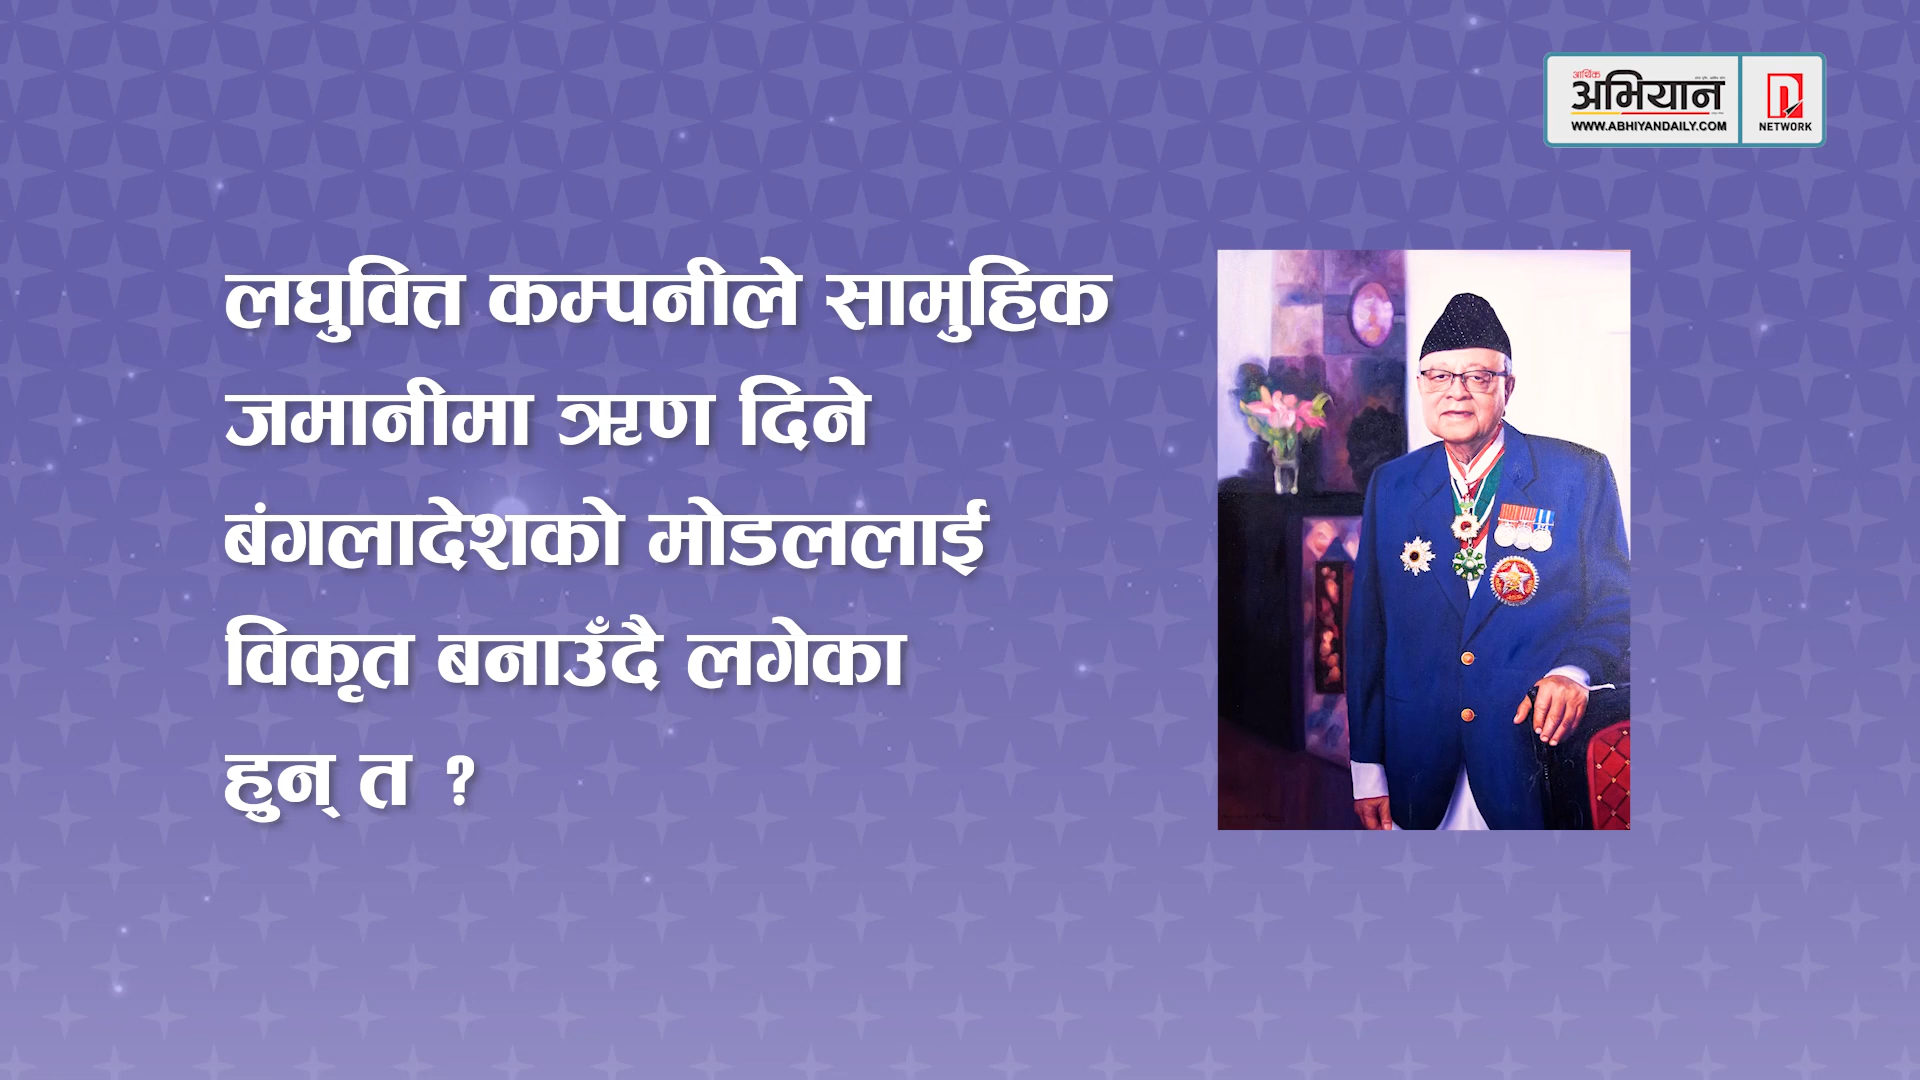 आर्थिक
अभियान
WWW.ABHIYANDAILY.COM
NETWORK
लघुवित्त कम्पनीले सामुहिक
जमानीमा ऋण दिने
बंगलादेशको मोडललाई
विकृत बनाउँदै लगेका
हुन् त ?